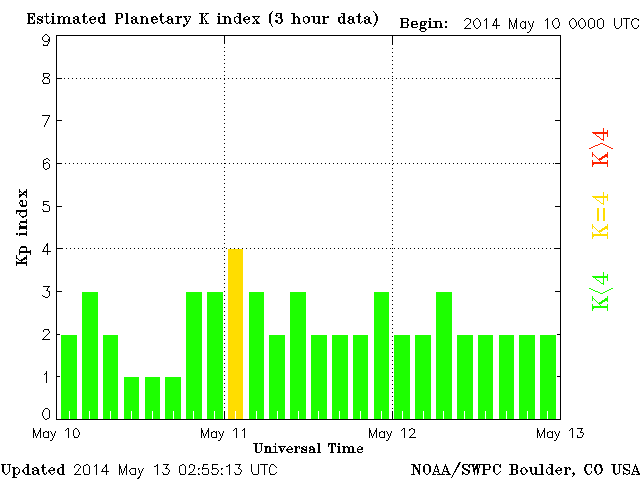 Estimated Planetary K index (3 hour data) Begin: 2014 May 10 0000 UTC
9
8
7
6
5
4
3
2
1
0
Kp index
K>4
K=4
K<4
May 10 May 11 May 12 May 13
Universal Time
Updated 2014 May 13 02:55:13 UTC NOAA/SWPC Boulder, CO USA